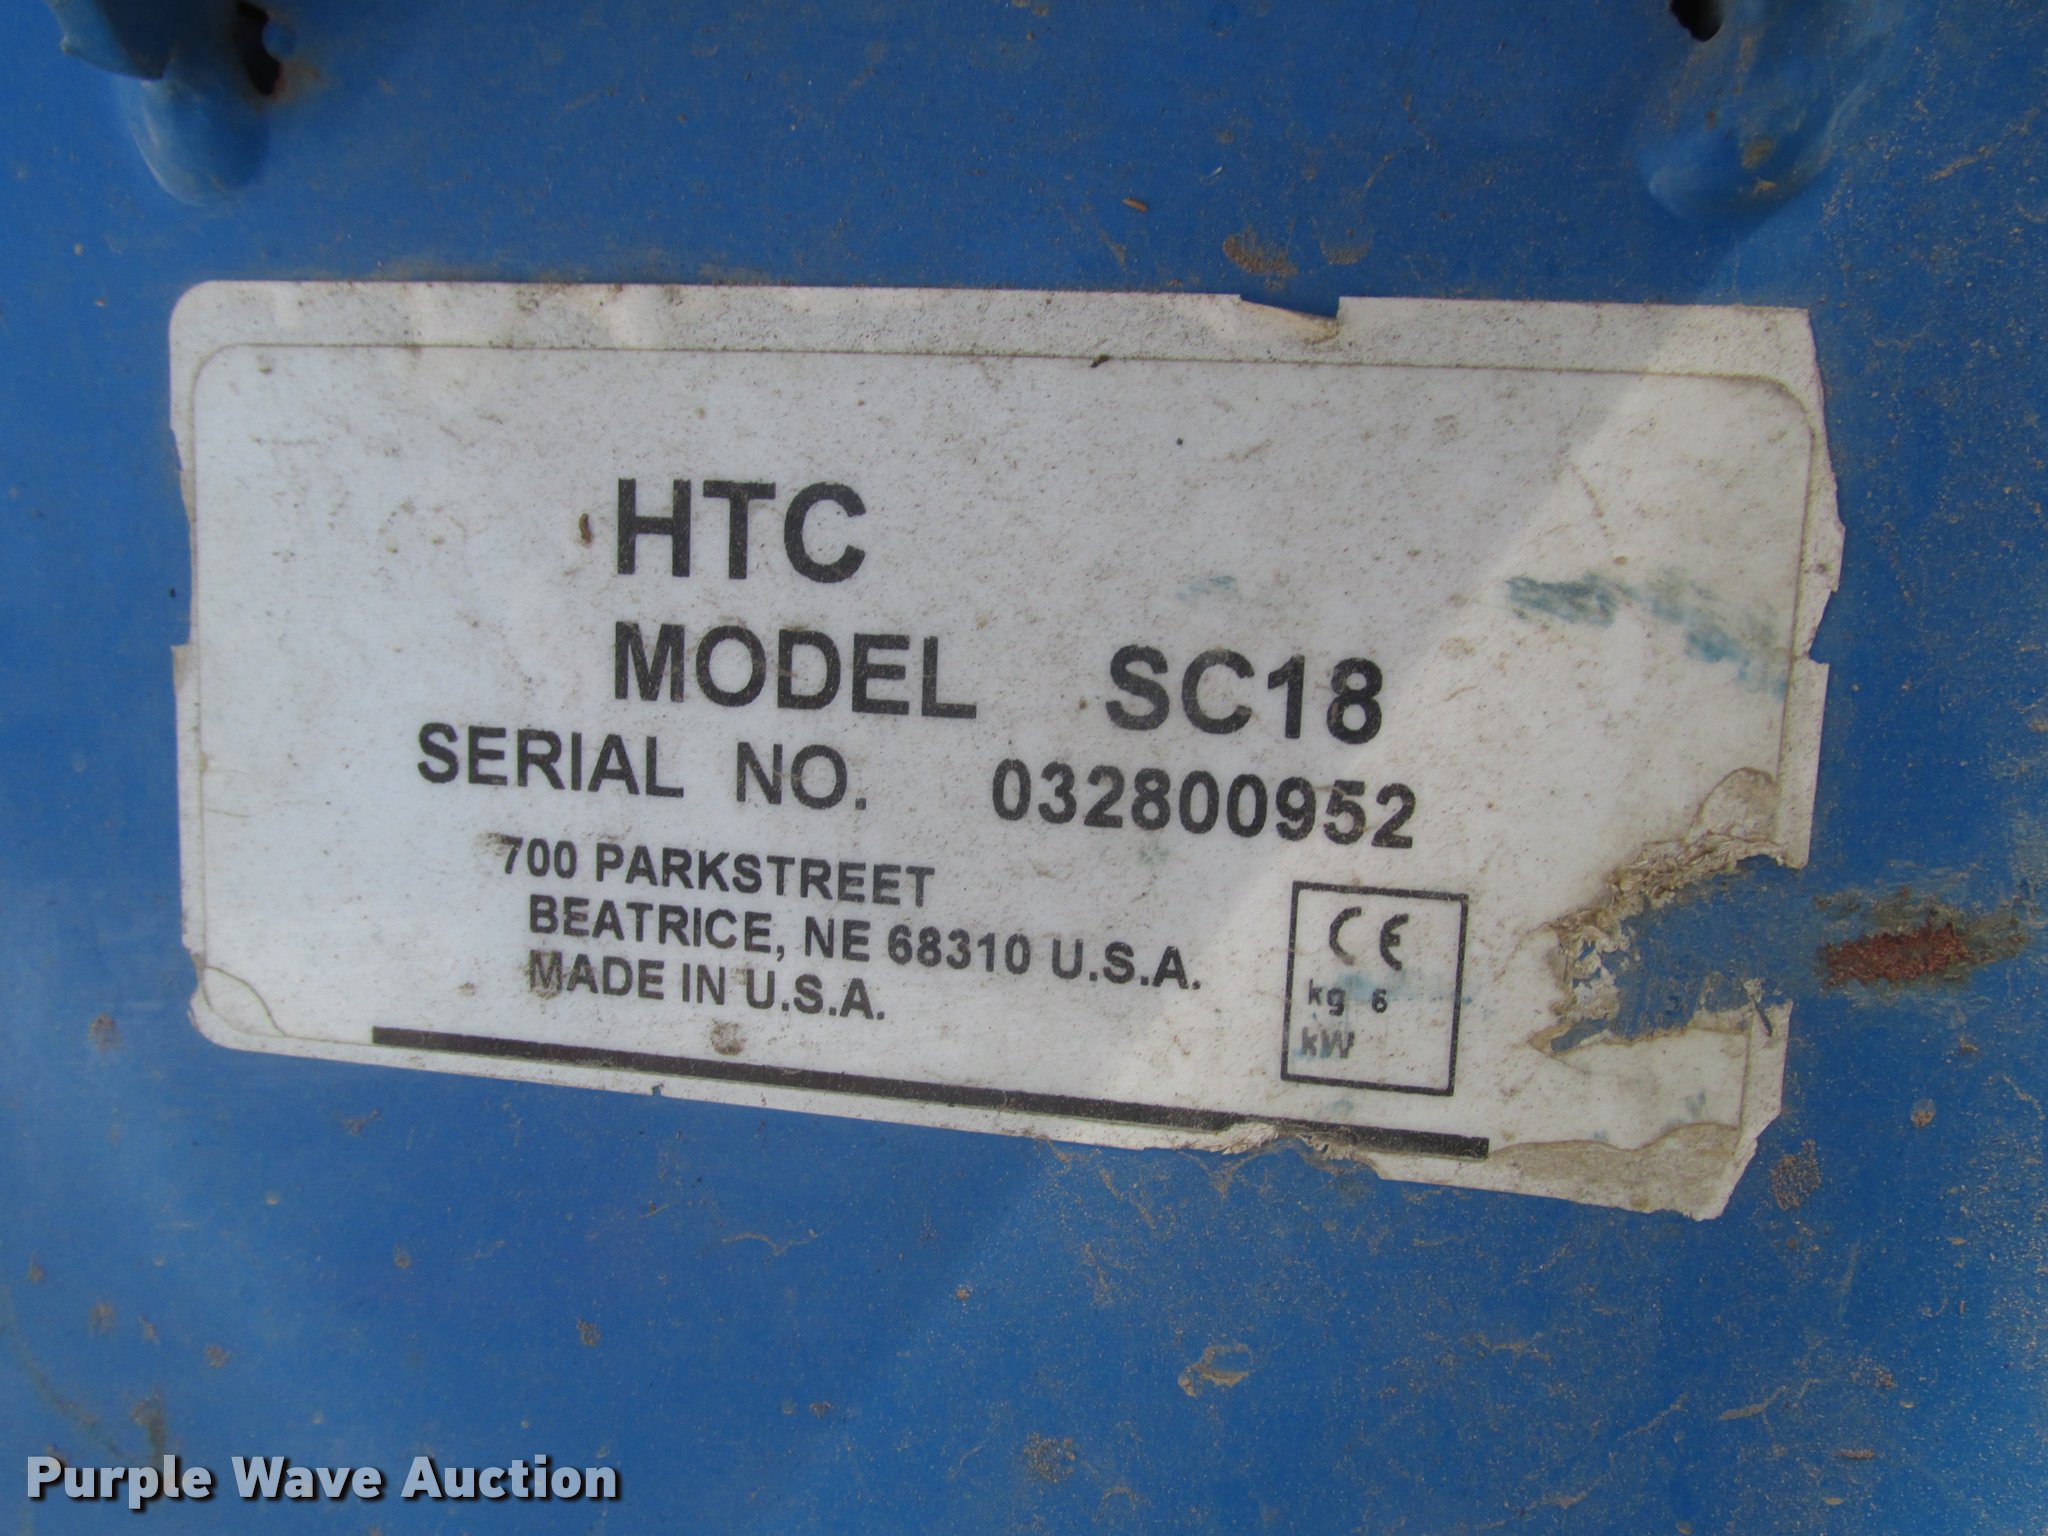 HTC
MODEL SC18
SERIAL NO. 032800952
700 PARKSTREET
BEATRICE, NE 68310 U.S.A.
MADE IN U.S.A.
CE
kg 6
kW
Purple Wave Auction